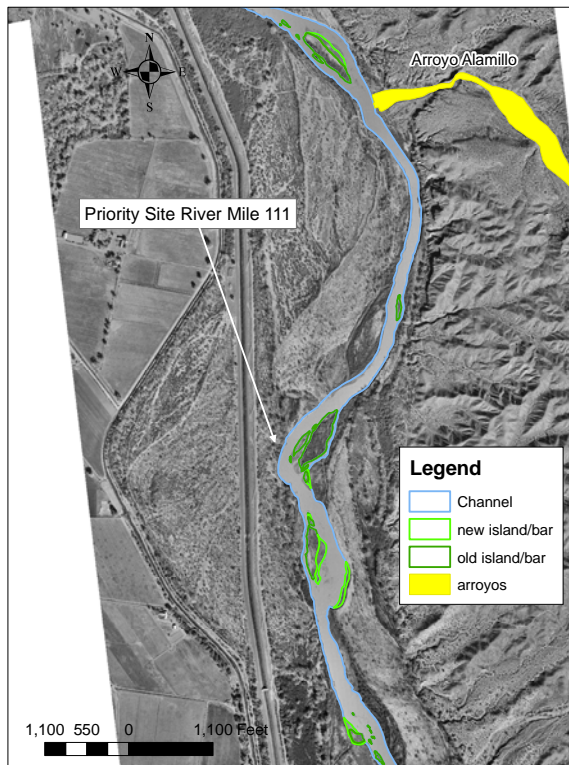 Arroyo Alamillo
N
W E
S
Priority Site River Mile 111
Legend
Channel
new island/bar
old island/bar
arroyos
1,100 550 0 1,100 Feet